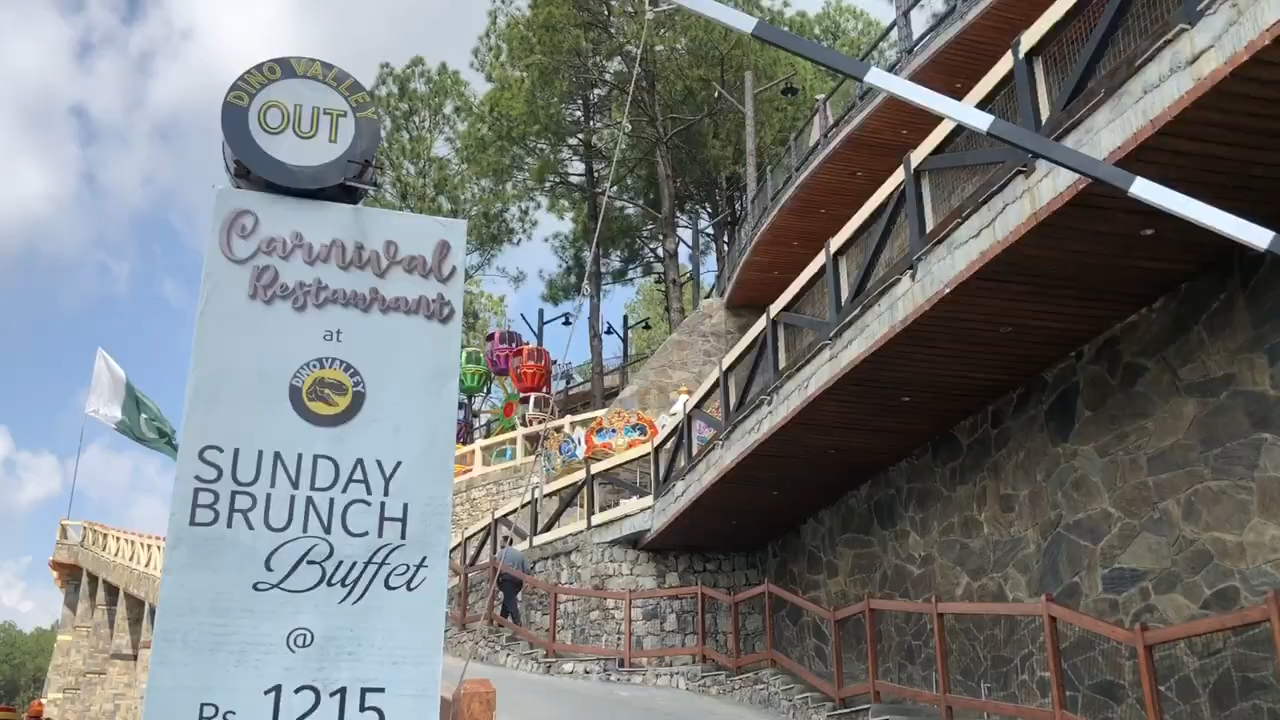 DINO VALLEY
OUT
Carnival
Restaurant
at
DINO VALLEY
SUNDAY
BRUNCH
Buffet
@
Rs 1215